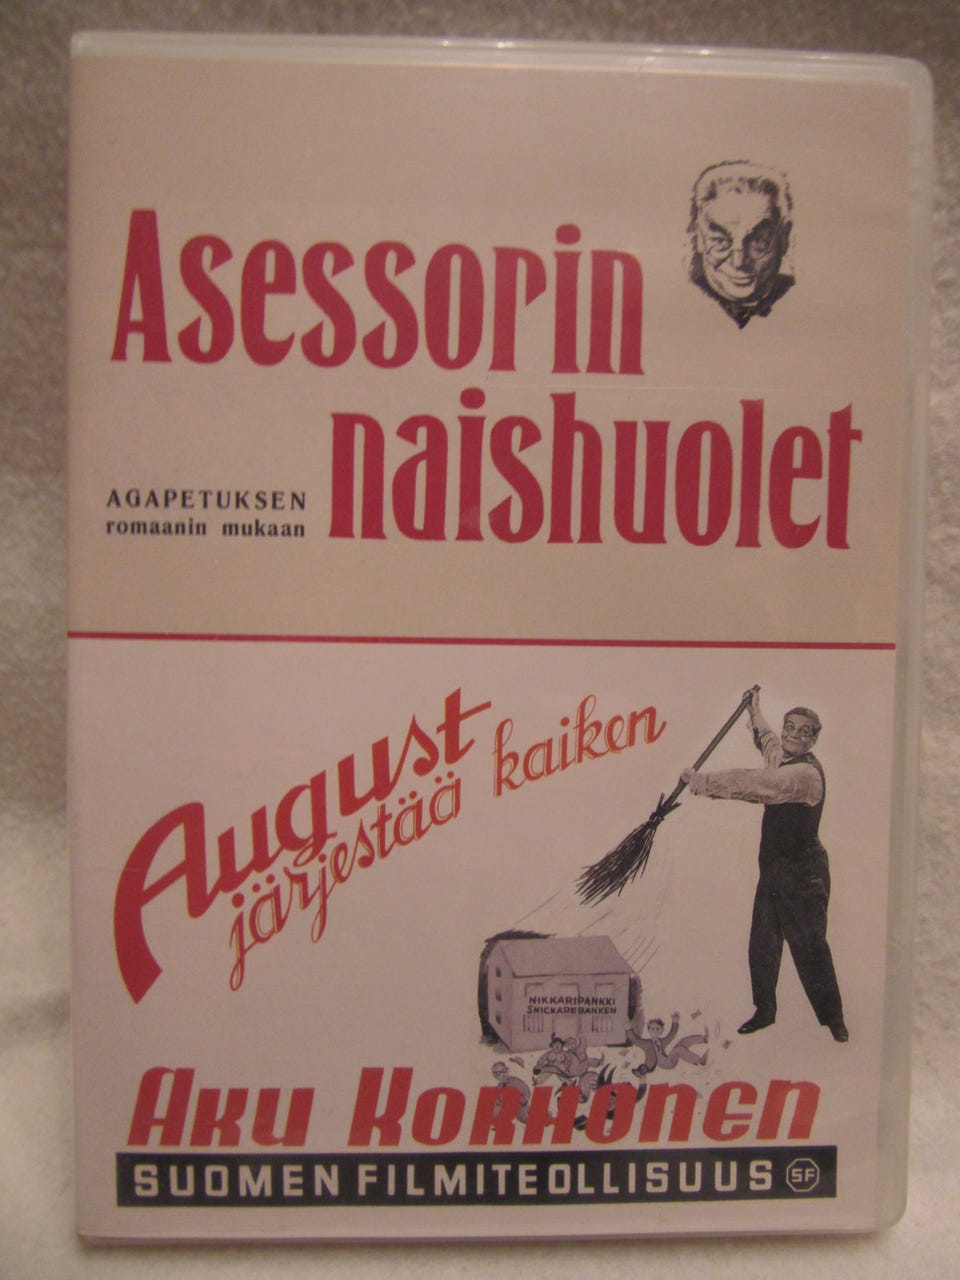 Asessorin
naishuolet
AGAPETUKSEN
romaanin mukaan
August
järjestää kaiken
NIKKARIPANKKI
SNICKAREBANKEN
Aku Korhonen
SUOMEN FILMITEOLLISUUS SF